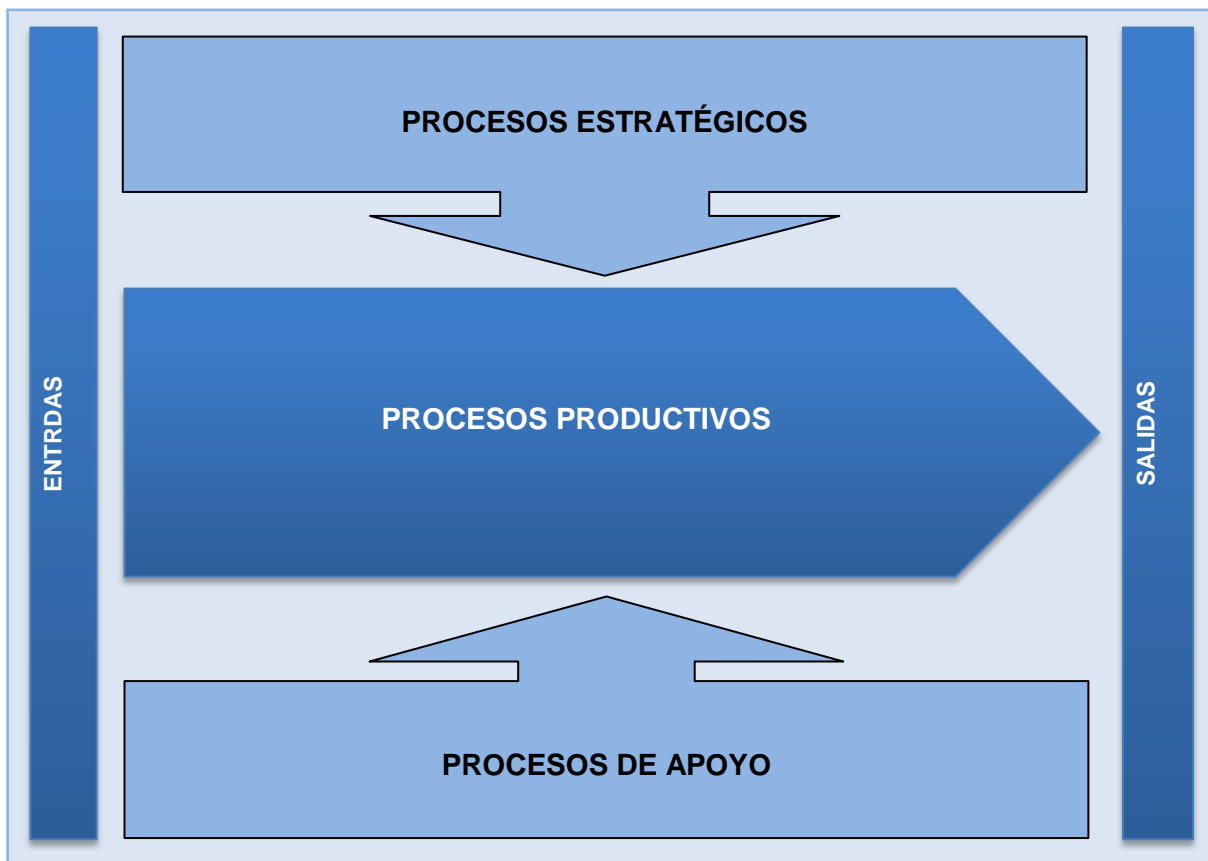 PROCESOS ESTRATÉGICOS
ENTRDAS
PROCESOS PRODUCTIVOS
SALIDAS
PROCESOS DE APOYO